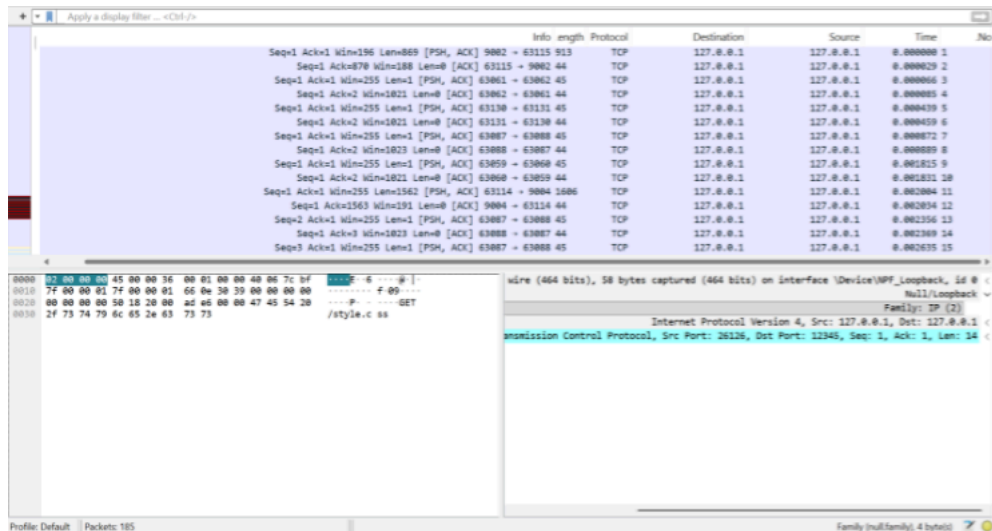 Apply a display filter ... <Ctrl-/>
Info ength Protocol Destination Source Time .No
Seq=1 Ack=1 Win=196 Len=869 [PSH, ACK] 9002 → 63115 913 TCP 127.0.0.1 127.0.0.1 0.000000 1
Seq=1 Ack=870 Win=188 Len=0 [ACK] 63115 → 9002 44 TCP 127.0.0.1 127.0.0.1 0.000029 2
Seq=1 Ack=1 Win=255 Len=1 [PSH, ACK] 63061 → 63062 45 TCP 127.0.0.1 127.0.0.1 0.000066 3
Seq=1 Ack=2 Win=1021 Len=0 [ACK] 63062 → 63061 44 TCP 127.0.0.1 127.0.0.1 0.000085 4
Seq=1 Ack=1 Win=255 Len=1 [PSH, ACK] 63130 → 63131 45 TCP 127.0.0.1 127.0.0.1 0.000439 5
Seq=1 Ack=2 Win=1021 Len=0 [ACK] 63131 → 63130 44 TCP 127.0.0.1 127.0.0.1 0.000459 6
Seq=1 Ack=1 Win=255 Len=1 [PSH, ACK] 63087 → 63088 45 TCP 127.0.0.1 127.0.0.1 0.000872 7
Seq=1 Ack=2 Win=1023 Len=0 [ACK] 63088 → 63087 44 TCP 127.0.0.1 127.0.0.1 0.000889 8
Seq=1 Ack=1 Win=255 Len=1 [PSH, ACK] 63059 → 63060 45 TCP 127.0.0.1 127.0.0.1 0.001815 9
Seq=1 Ack=2 Win=1021 Len=0 [ACK] 63060 → 63059 44 TCP 127.0.0.1 127.0.0.1 0.001831 10
Seq=1 Ack=1 Win=255 Len=1562 [PSH, ACK] 63114 → 9004 1606 TCP 127.0.0.1 127.0.0.1 0.002004 11
Seq=1 Ack=1563 Win=191 Len=0 [ACK] 9004 → 63114 44 TCP 127.0.0.1 127.0.0.1 0.002034 12
Seq=2 Ack=1 Win=255 Len=1 [PSH, ACK] 63087 → 63088 45 TCP 127.0.0.1 127.0.0.1 0.002356 13
Seq=1 Ack=3 Win=1023 Len=0 [ACK] 63088 → 63087 44 TCP 127.0.0.1 127.0.0.1 0.002369 14
Seq=3 Ack=1 Win=255 Len=1 [PSH, ACK] 63087 → 63088 45 TCP 127.0.0.1 127.0.0.1 0.002635 15
0000 02 00 00 00 45 00 00 36 00 01 00 00 40 06 7c bf ····E··6 ····@·|·
0010 7f 00 00 01 7f 00 00 01 66 0e 30 39 00 00 00 00 ········ f·09····
0020 00 00 00 00 50 18 20 00 ad e6 00 00 47 45 54 20 ····P· · ····GET
0030 2f 73 74 79 6c 65 2e 63 73 73 /style.c ss
wire (464 bits), 58 bytes captured (464 bits) on interface \Device\NPF_Loopback, id 0
Null/Loopback
Family: IP (2)
Internet Protocol Version 4, Src: 127.0.0.1, Dst: 127.0.0.1
ansmission Control Protocol, Src Port: 26126, Dst Port: 12345, Seq: 1, Ack: 1, Len: 14
Profile: Default Packets: 185 Family (null.family), 4 byte(s)